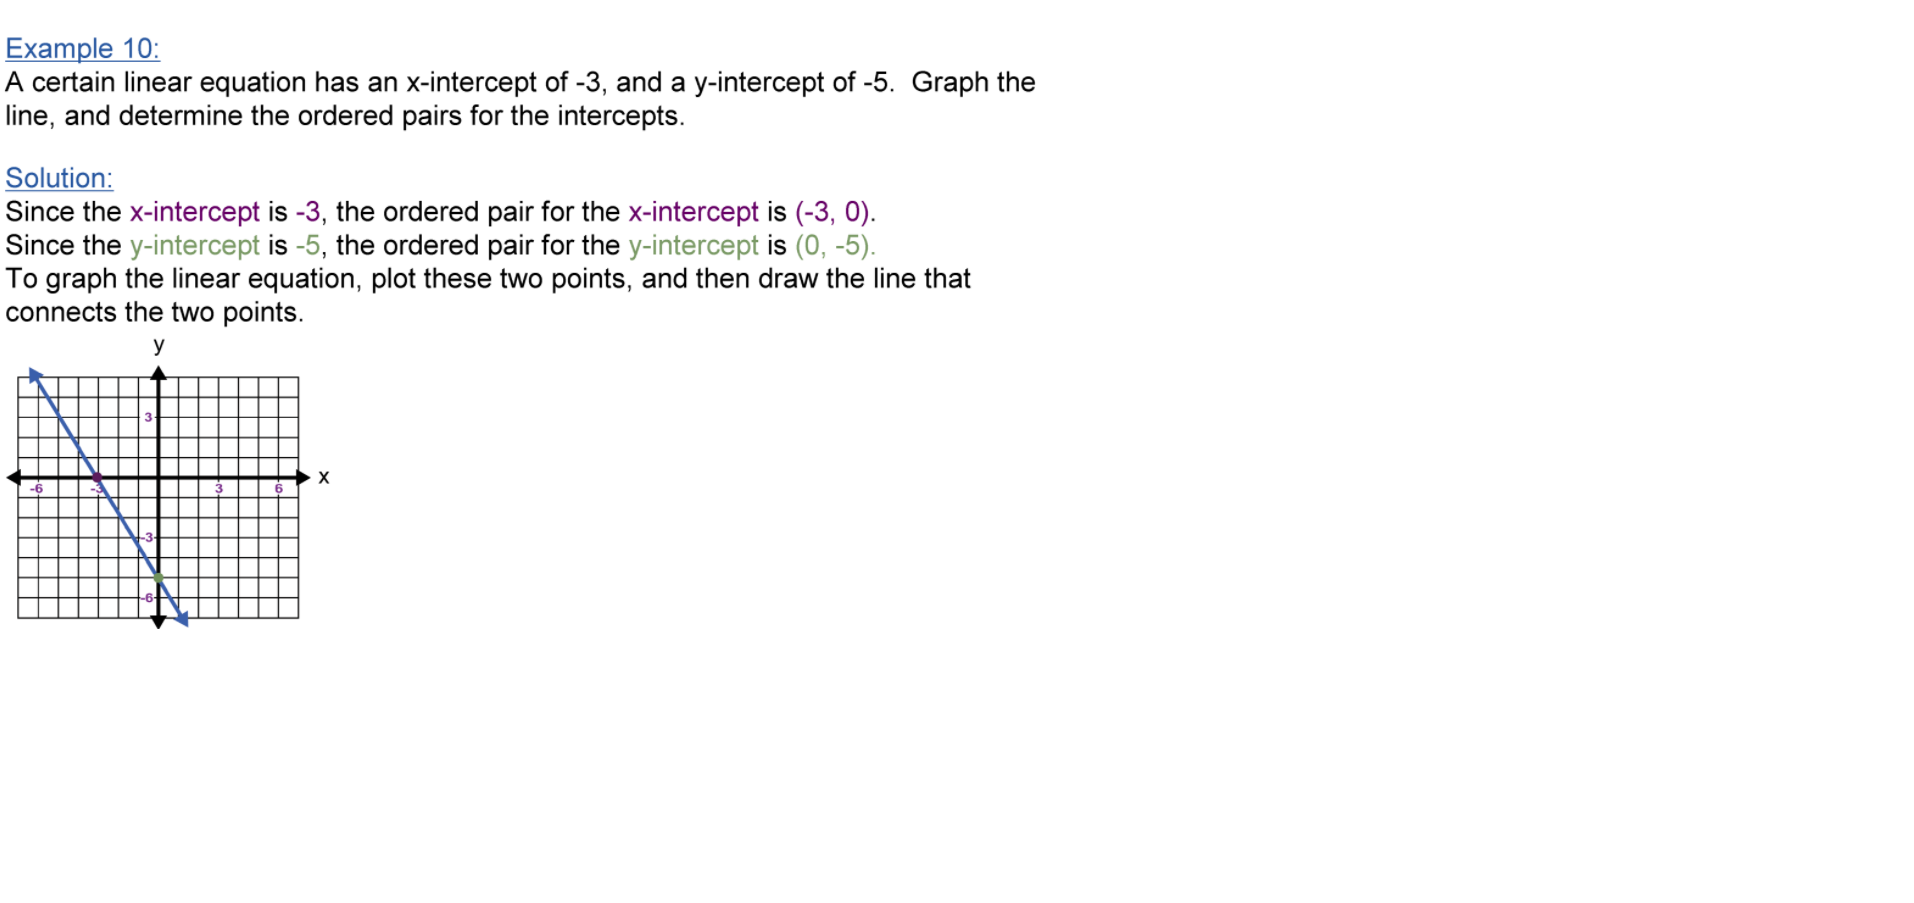 Example 10:
A certain linear equation has an x-intercept of -3, and a y-intercept of -5.  Graph the
line, and determine the ordered pairs for the intercepts.
Solution:
Since the x-intercept is -3, the ordered pair for the x-intercept is (-3, 0).
Since the y-intercept is -5, the ordered pair for the y-intercept is (0, -5).
To graph the linear equation, plot these two points, and then draw the line that
connects the two points.
y
3
x
-6 -3 3 6
-3
-6